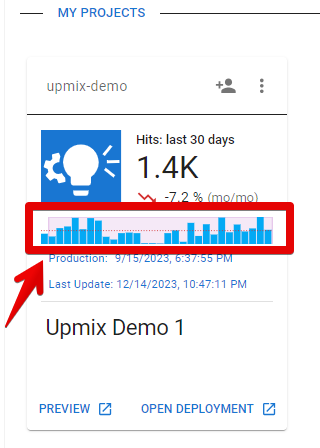 MY PROJECTS
upmix-demo
Hits: last 30 days
1.4K
-7.2 % (mo/mo)
Production: 9/15/2023, 6:37:55 PM
Last Update: 12/14/2023, 10:47:11 PM
Upmix Demo 1
PREVIEW OPEN DEPLOYMENT